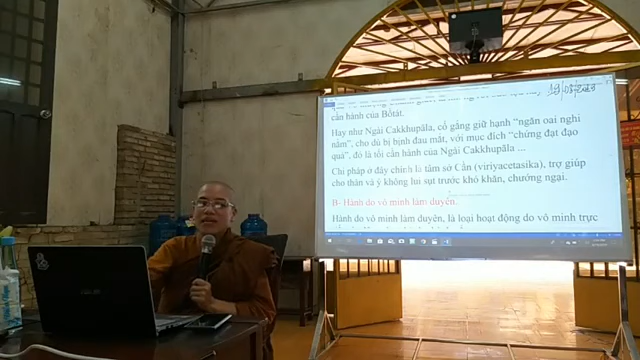 cần hành của Bồtát.
Hay như Ngài Cakkhupāla, cố gắng giữ hạnh “ngăn oai nghi
nằm”, cho dù bị bịnh đau mắt, với mục đích “chứng đạt đạo
quả”, đó là tối cần hành của Ngài Cakkhupāla ...
Chi pháp ở đây chính là tâm sở Cần (viriyacetasika), trợ giúp
cho thân và ý không lui sụt trước khó khăn, chướng ngại.
B- Hành do vô minh làm duyên.
Hành do vô minh làm duyên, là loại hoạt động do vô minh trực